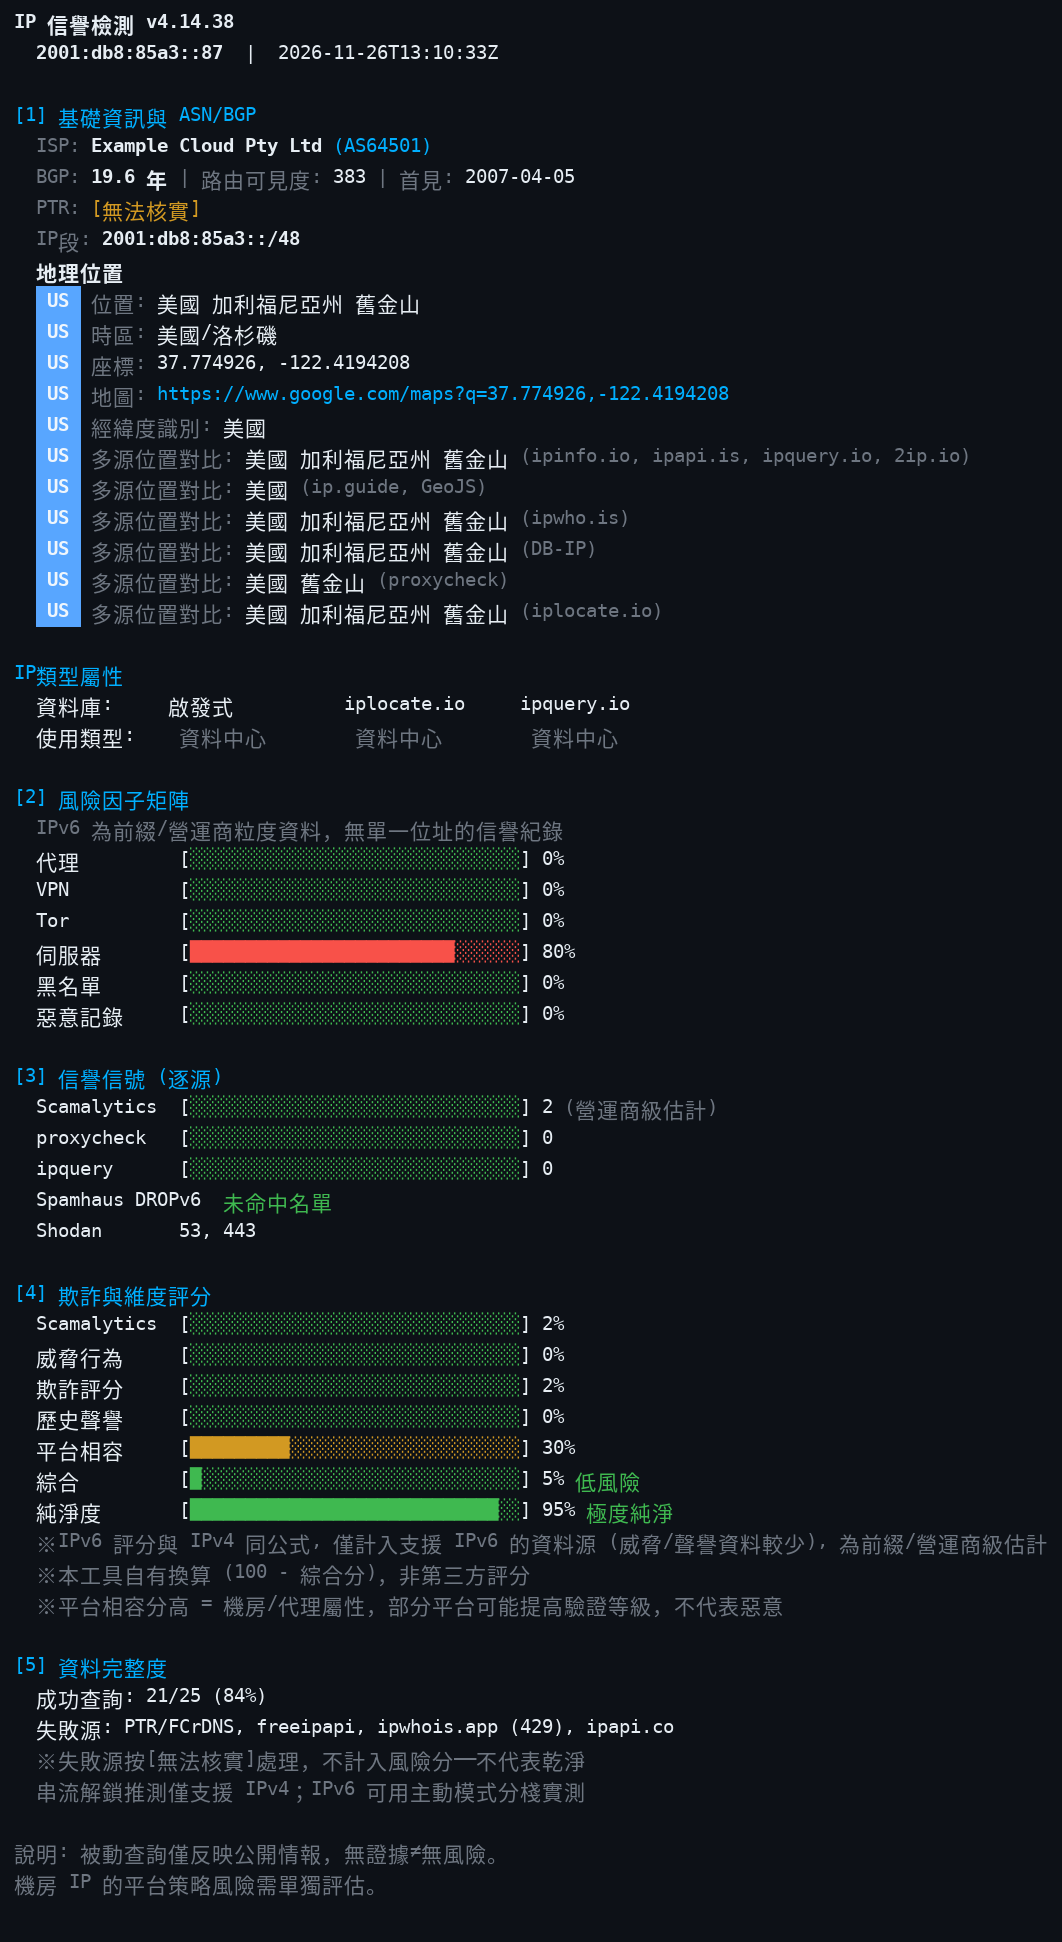 IP 信譽檢測 v4.14.38
2001:db8:85a3::87 | 2026-11-26T13:10:33Z
[1] 基礎資訊與 ASN/BGP
ISP: Example Cloud Pty Ltd (AS64501)
BGP: 19.6 年 | 路由可見度: 383 | 首見: 2007-04-05
PTR: [無法核實]
IP段: 2001:db8:85a3::/48
地理位置
US 位置: 美國 加利福尼亞州 舊金山
US 時區: 美國/洛杉磯
US 座標: 37.774926, -122.4194208
US 地圖: https://www.google.com/maps?q=37.774926,-122.4194208
US 經緯度識別: 美國
US 多源位置對比: 美國 加利福尼亞州 舊金山 (ipinfo.io, ipapi.is, ipquery.io, 2ip.io)
US 多源位置對比: 美國 (ip.guide, GeoJS)
US 多源位置對比: 美國 加利福尼亞州 舊金山 (ipwho.is)
US 多源位置對比: 美國 加利福尼亞州 舊金山 (DB-IP)
US 多源位置對比: 美國 舊金山 (proxycheck)
US 多源位置對比: 美國 加利福尼亞州 舊金山 (iplocate.io)
IP類型屬性
資料庫: 啟發式 iplocate.io ipquery.io
使用類型: 資料中心 資料中心 資料中心
[2] 風險因子矩陣
IPv6 為前綴/營運商粒度資料，無單一位址的信譽紀錄
代理 [░░░░░░░░░░░░░░░░░░░░░░░░░░░░░░] 0%
VPN [░░░░░░░░░░░░░░░░░░░░░░░░░░░░░░] 0%
Tor [░░░░░░░░░░░░░░░░░░░░░░░░░░░░░░] 0%
伺服器 [████████████████████████░░░░░░] 80%
黑名單 [░░░░░░░░░░░░░░░░░░░░░░░░░░░░░░] 0%
惡意記錄 [░░░░░░░░░░░░░░░░░░░░░░░░░░░░░░] 0%
[3] 信譽信號 (逐源)
Scamalytics [░░░░░░░░░░░░░░░░░░░░░░░░░░░░░░] 2 (營運商級估計)
proxycheck [░░░░░░░░░░░░░░░░░░░░░░░░░░░░░░] 0
ipquery [░░░░░░░░░░░░░░░░░░░░░░░░░░░░░░] 0
Spamhaus DROPv6 未命中名單
Shodan 53, 443
[4] 欺詐與維度評分
Scamalytics [░░░░░░░░░░░░░░░░░░░░░░░░░░░░░░] 2%
威脅行為 [░░░░░░░░░░░░░░░░░░░░░░░░░░░░░░] 0%
欺詐評分 [░░░░░░░░░░░░░░░░░░░░░░░░░░░░░░] 2%
歷史聲譽 [░░░░░░░░░░░░░░░░░░░░░░░░░░░░░░] 0%
平台相容 [█████████░░░░░░░░░░░░░░░░░░░░░] 30%
綜合 [█░░░░░░░░░░░░░░░░░░░░░░░░░░░░░] 5% 低風險
純淨度 [████████████████████████████░░] 95% 極度純淨
※IPv6 評分與 IPv4 同公式，僅計入支援 IPv6 的資料源 (威脅/聲譽資料較少)，為前綴/營運商級估計
※本工具自有換算 (100 - 綜合分)，非第三方評分
※平台相容分高 = 機房/代理屬性，部分平台可能提高驗證等級，不代表惡意
[5] 資料完整度
成功查詢: 21/25 (84%)
失敗源: PTR/FCrDNS, freeipapi, ipwhois.app (429), ipapi.co
※失敗源按[無法核實]處理，不計入風險分──不代表乾淨
串流解鎖推測僅支援 IPv4；IPv6 可用主動模式分棧實測
說明: 被動查詢僅反映公開情報，無證據≠無風險。
機房 IP 的平台策略風險需單獨評估。